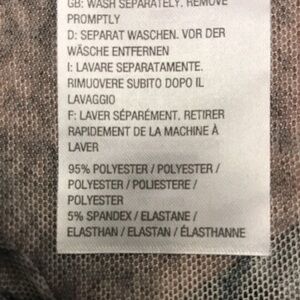 GB: WASH SEPARATELY. REMOVE
PROMPTLY
D: SEPARAT WASCHEN. VOR DER
WÄSCHE ENTFERNEN
I: LAVARE SEPARATAMENTE.
RIMUOVERE SUBITO DOPO IL
LAVAGGIO
F: LAVER SÉPARÉMENT. RETIRER
RAPIDEMENT DE LA MACHINE À
LAVER
95% POLYESTER / POLYESTER /
POLYESTER / POLIESTERE /
POLYESTER
5% SPANDEX / ELASTANE /
ELASTHAN / ELASTAN / ÉLASTHANNE